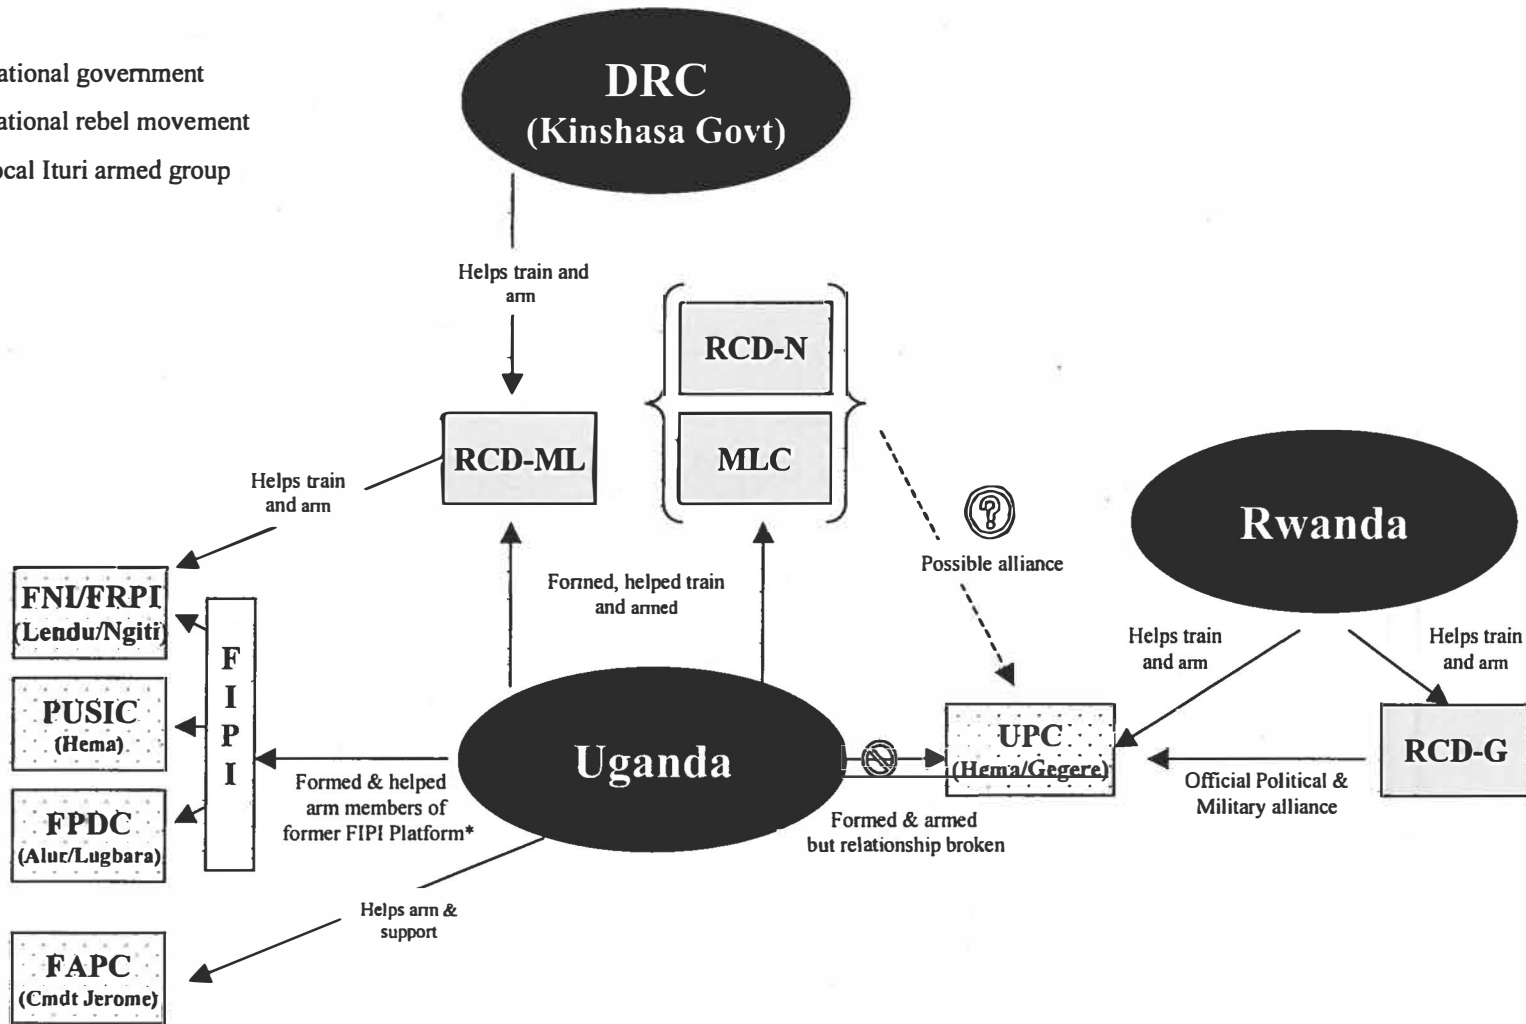 ational government
ational rebel movement
ocal Ituri armed group
DRC
(Kinshasa Govt)
Helps train and
arm
RCD-N
MLC
RCD-ML
Helps train
and arm
?
Possible alliance
Rwanda
Formed, helped train
and armed
FNI/FRPI
(Lendu/Ngiti)
F
I
P
I
PUSIC
(Hema)
FPDC
(Alur/Lugbara)
Helps train
and arm
Helps train
and arm
Uganda
UPC
(Hema/Gegere)
RCD-G
Official Political &
Military alliance
Formed & helped
arm members of
former FIPI Platform*
Formed & armed
but relationship broken
Helps arm &
support
FAPC
(Cmdt Jerome)